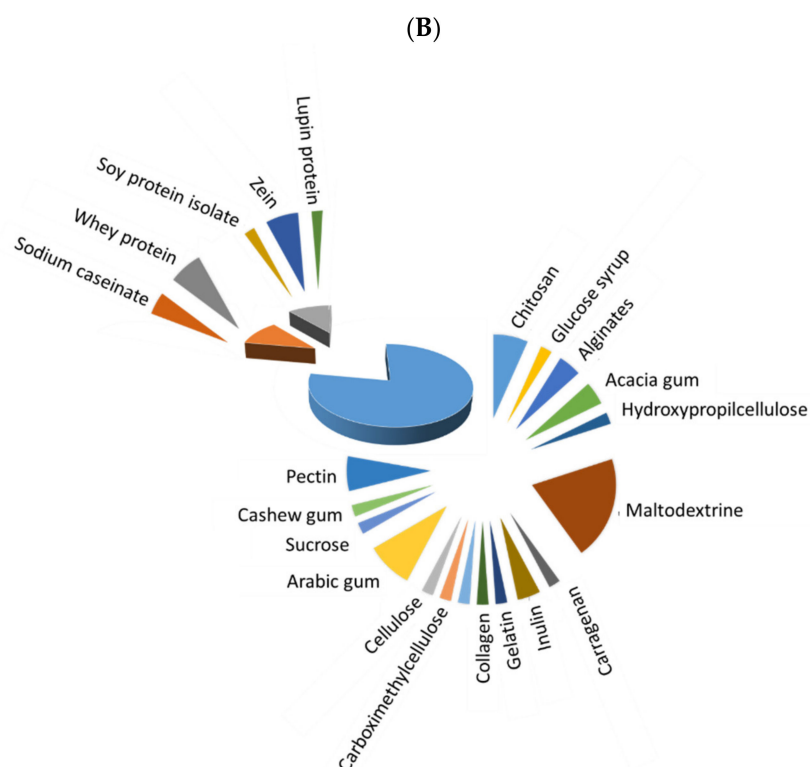 (B)
Lupin protein
Zein
Soy protein isolate
Whey protein
Sodium caseinate
Chitosan
Glucose syrup
Alginates
Acacia gum
Hydroxypropilcellulose
Maltodextrine
Carragenan
Inulin
Gelatin
Collagen
Carboximethylcellulose
Cellulose
Arabic gum
Sucrose
Cashew gum
Pectin